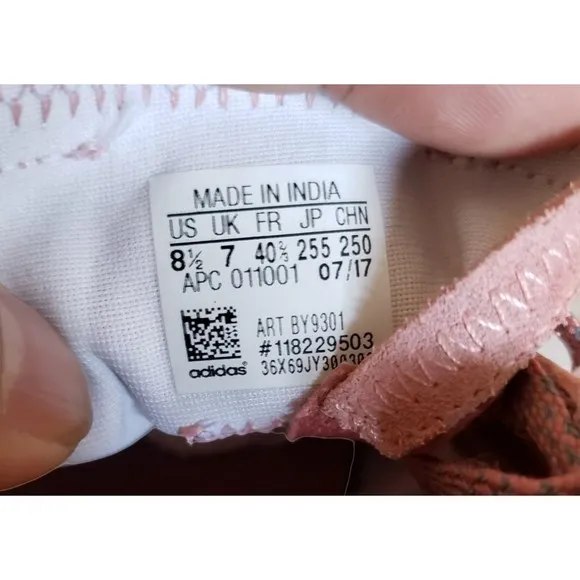 MADE IN INDIA
US UK FR JP CHN
8½ 7 40⅔ 255 250
APC 011001 07/17
ART BY9301
#118229503
adidas